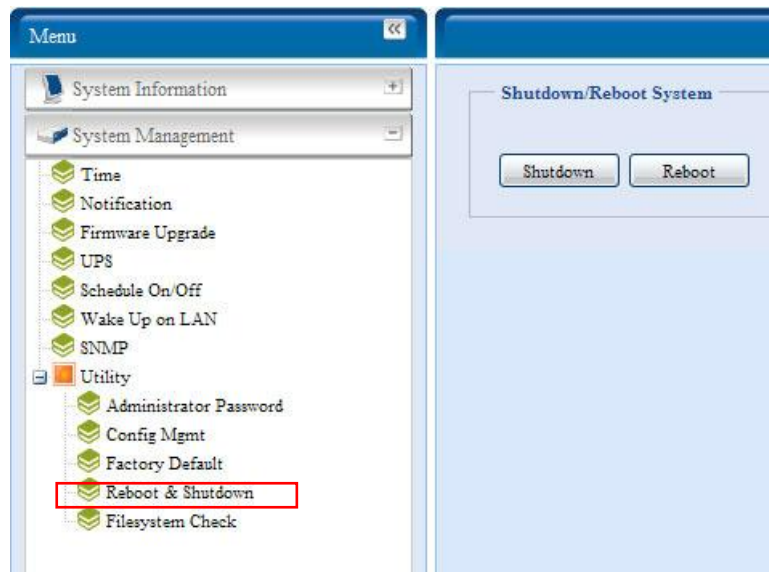 Menu
System Information
System Management
Time
Notification
Firmware Upgrade
UPS
Schedule On/Off
Wake Up on LAN
SNMP
Utility
Administrator Password
Config Mgmt
Factory Default
Reboot & Shutdown
Filesystem Check
Shutdown/Reboot System
Shutdown Reboot